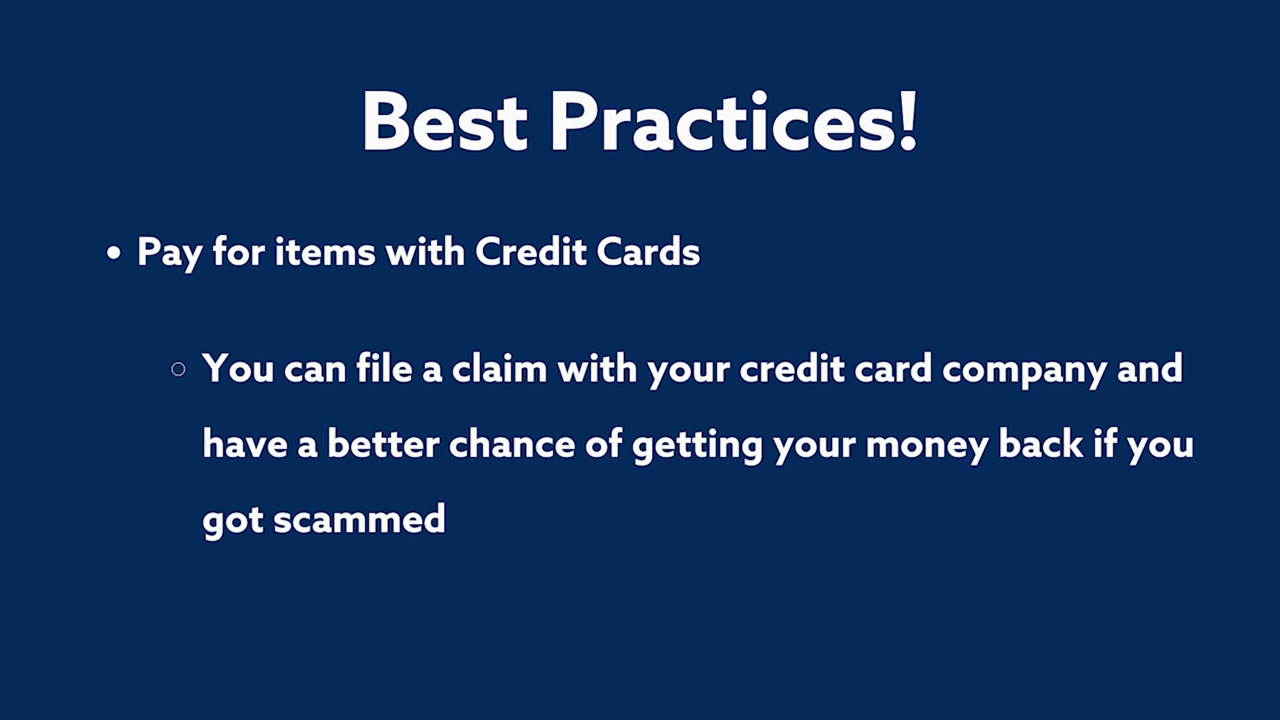 Best Practices!
• Pay for items with Credit Cards
○ You can file a claim with your credit card company and
have a better chance of getting your money back if you
got scammed